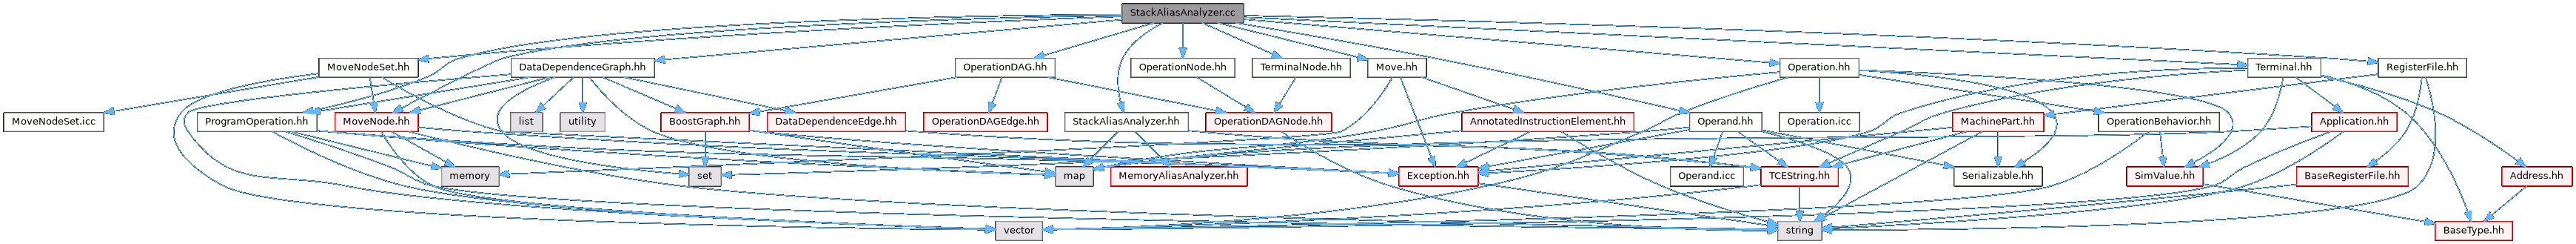 StackAliasAnalyzer.cc
MoveNodeSet.hh
DataDependenceGraph.hh
OperationDAG.hh
OperationNode.hh
TerminalNode.hh
Move.hh
Operation.hh
Terminal.hh
RegisterFile.hh
MoveNodeSet.icc
ProgramOperation.hh
MoveNode.hh
list
utility
BoostGraph.hh
DataDependenceEdge.hh
OperationDAGEdge.hh
StackAliasAnalyzer.hh
OperationDAGNode.hh
AnnotatedInstructionElement.hh
Operand.hh
Operation.icc
MachinePart.hh
OperationBehavior.hh
Application.hh
memory
set
map
MemoryAliasAnalyzer.hh
Exception.hh
Operand.icc
TCEString.hh
Serializable.hh
SimValue.hh
BaseRegisterFile.hh
Address.hh
vector
string
BaseType.hh